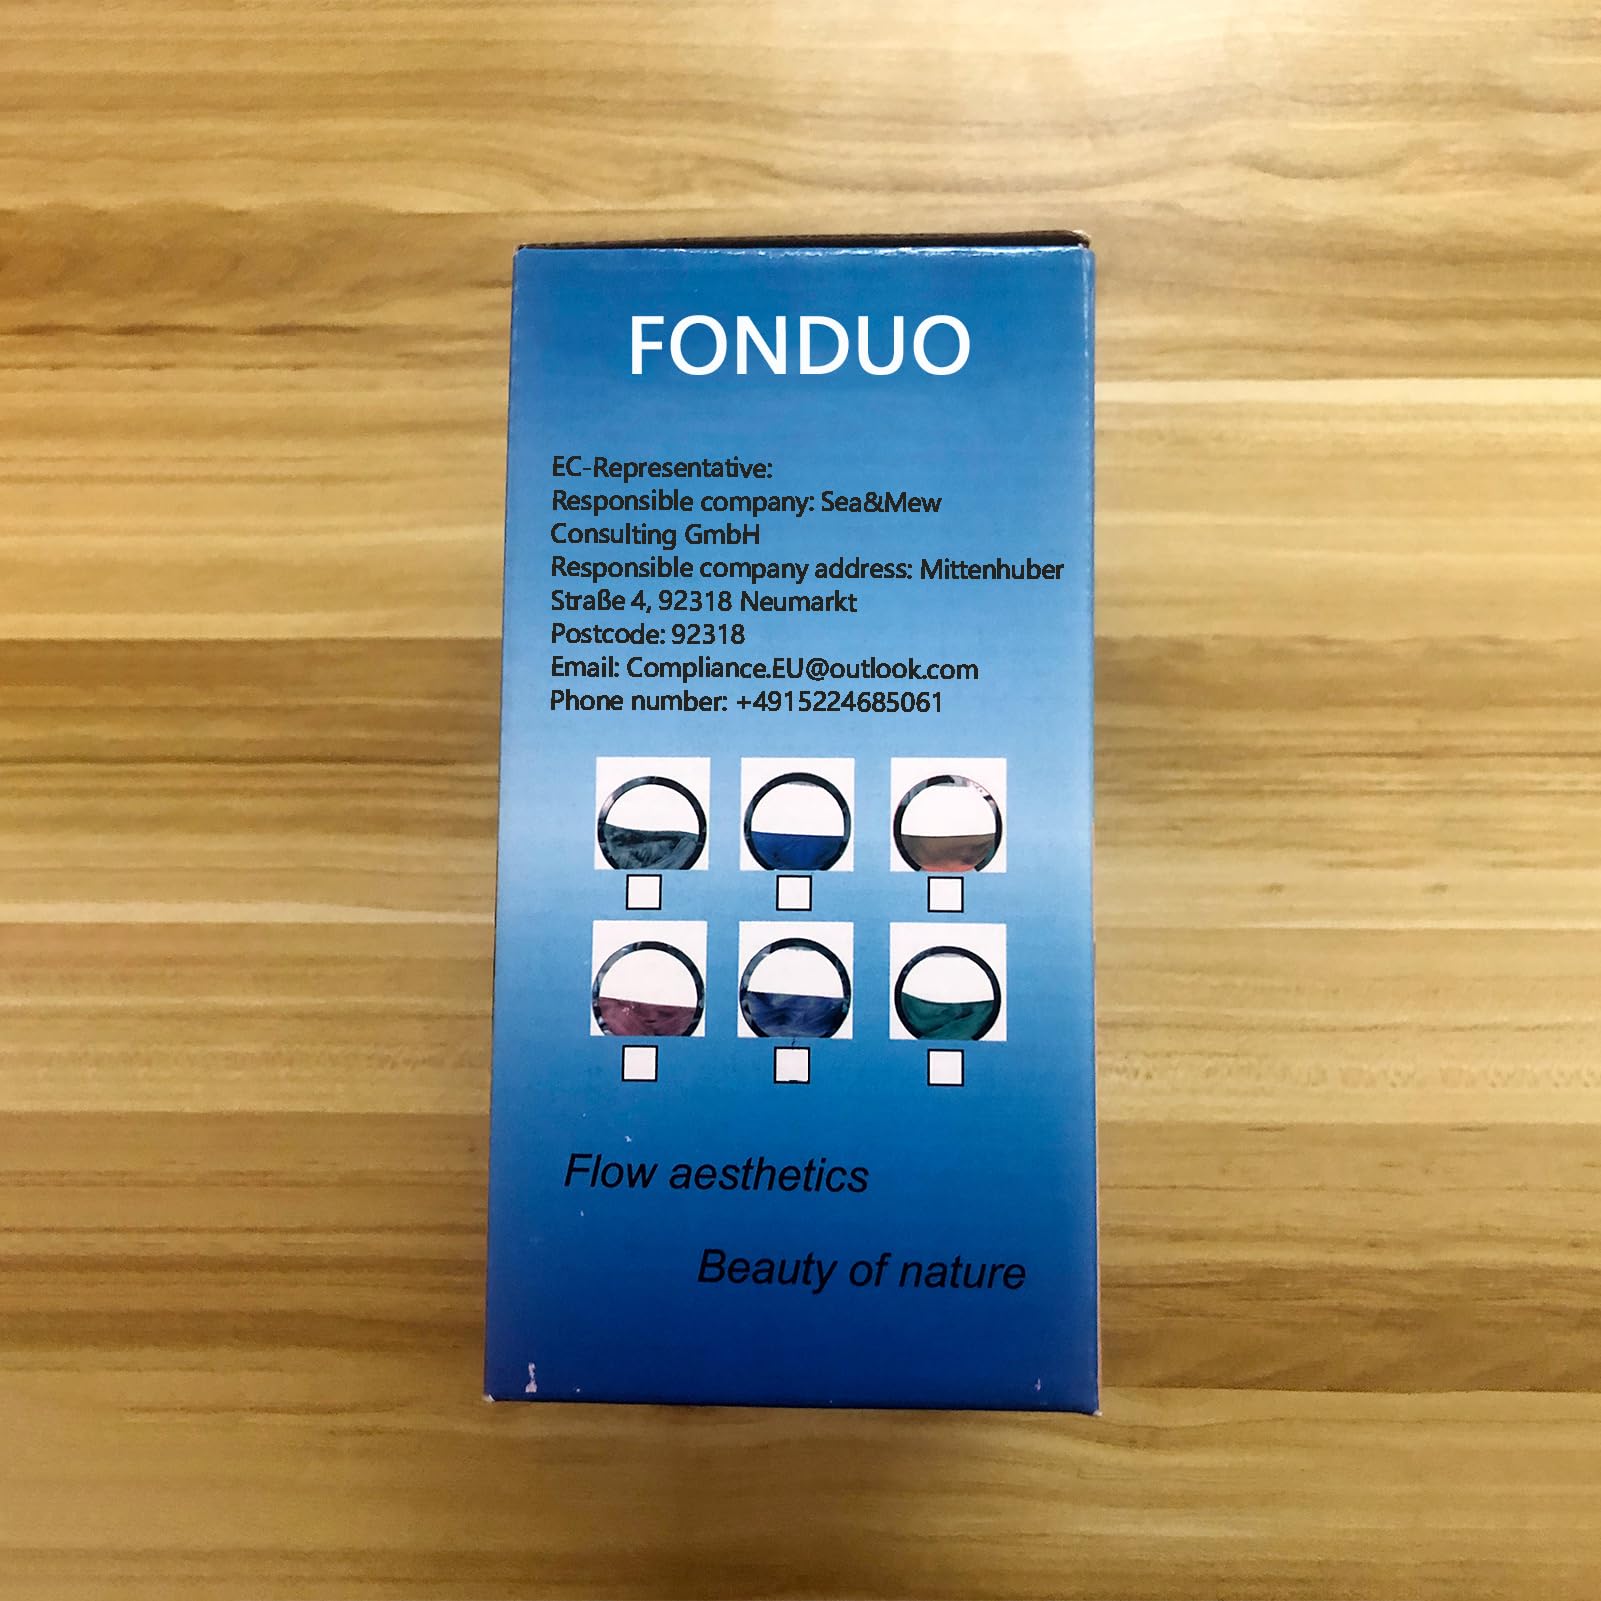 FONDUO
EC-Representative:
Responsible company: Sea&Mew
Consulting GmbH
Responsible company address: Mittenhuber
Straße 4, 92318 Neumarkt
Postcode: 92318
Email: Compliance.EU@outlook.com
Phone number: +4915224685061
Flow aesthetics
Beauty of nature